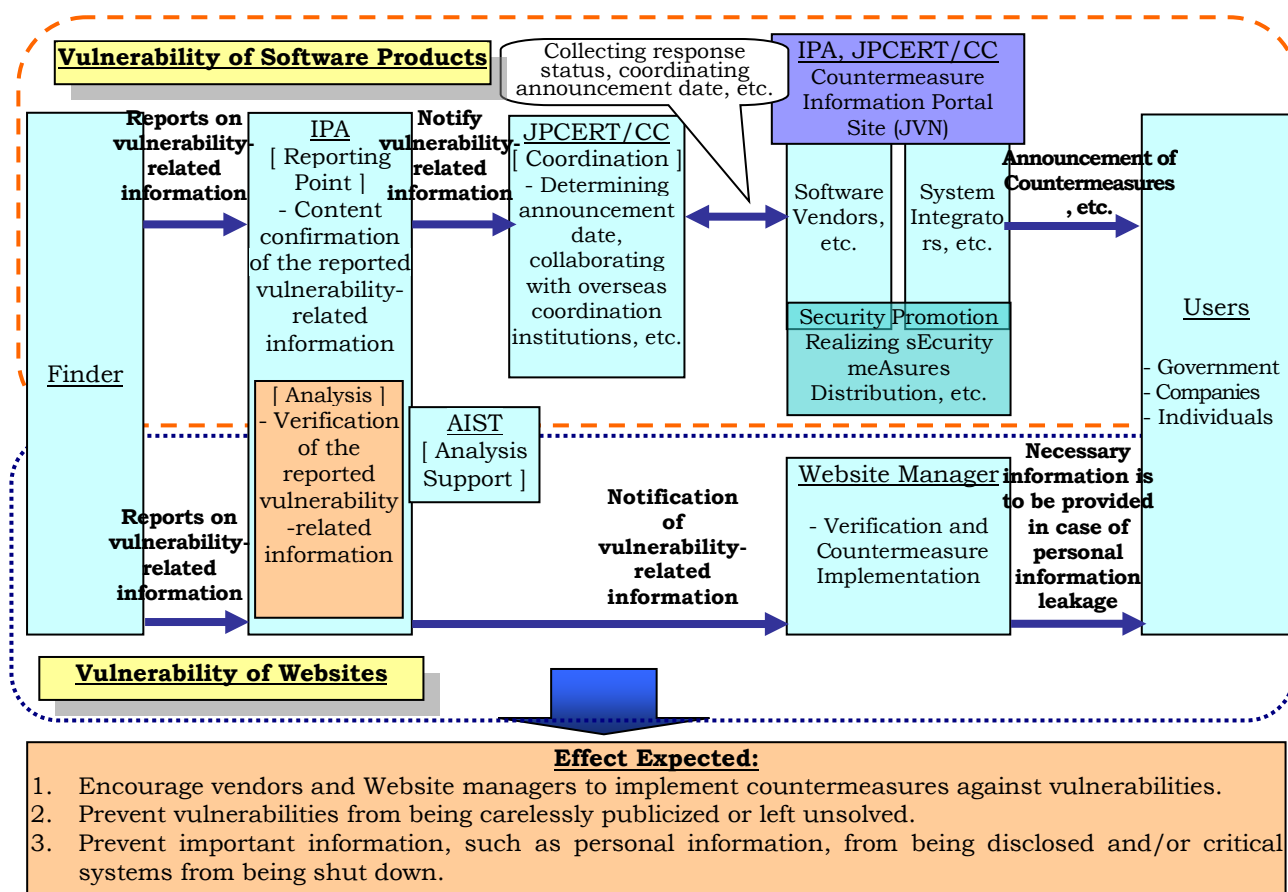 Vulnerability of Software Products
Collecting response
status, coordinating
announcement date, etc.
IPA, JPCERT/CC
Countermeasure
Information Portal
Site (JVN)
Finder
Reports on
vulnerability-
related
information
IPA
[ Reporting
Point ]
- Content
confirmation
of the reported
vulnerability-
related
information
[ Analysis ]
- Verification
of the
reported
vulnerability
-related
information
Notify
vulnerability-
related
information
JPCERT/CC
[ Coordination ]
- Determining
announcement
date,
collaborating
with overseas
coordination
institutions, etc.
AIST
[ Analysis
Support ]
Software
Vendors,
etc.
System
Integrato
rs, etc.
Security Promotion
Realizing sEcurity
meAsures
Distribution, etc.
Announcement of
Countermeasures
, etc.
Users
- Government
- Companies
- Individuals
Reports on
vulnerability-
related
information
Notification
of
vulnerability-
related
information
Website Manager
- Verification and
Countermeasure
Implementation
Necessary
information is
to be provided
in case of
personal
information
leakage
Vulnerability of Websites
Effect Expected:
1. Encourage vendors and Website managers to implement countermeasures against vulnerabilities.
2. Prevent vulnerabilities from being carelessly publicized or left unsolved.
3. Prevent important information, such as personal information, from being disclosed and/or critical
systems from being shut down.